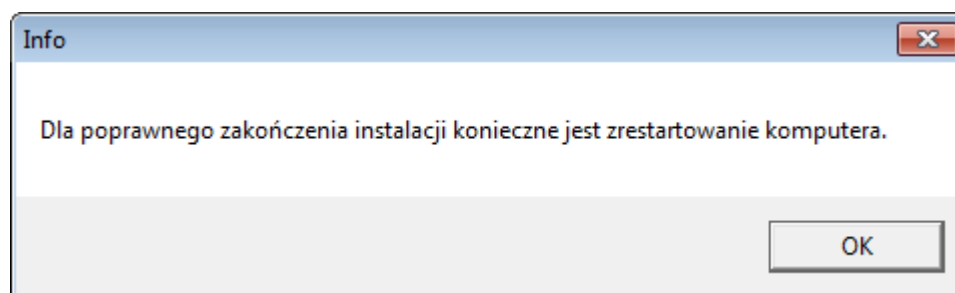 Info
Dla poprawnego zakończenia instalacji konieczne jest zrestartowanie komputera.
OK